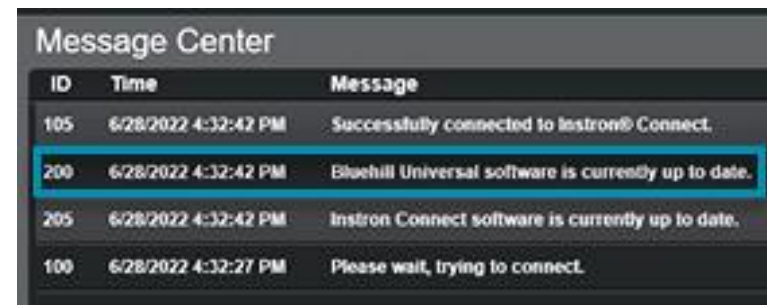 Message Center
ID Time Message
105 6/28/2022 4:32:42 PM Successfully connected to Instron® Connect.
200 6/28/2022 4:32:42 PM Bluehill Universal software is currently up to date.
205 6/28/2022 4:32:42 PM Instron Connect software is currently up to date.
100 6/28/2022 4:32:27 PM Please wait, trying to connect.